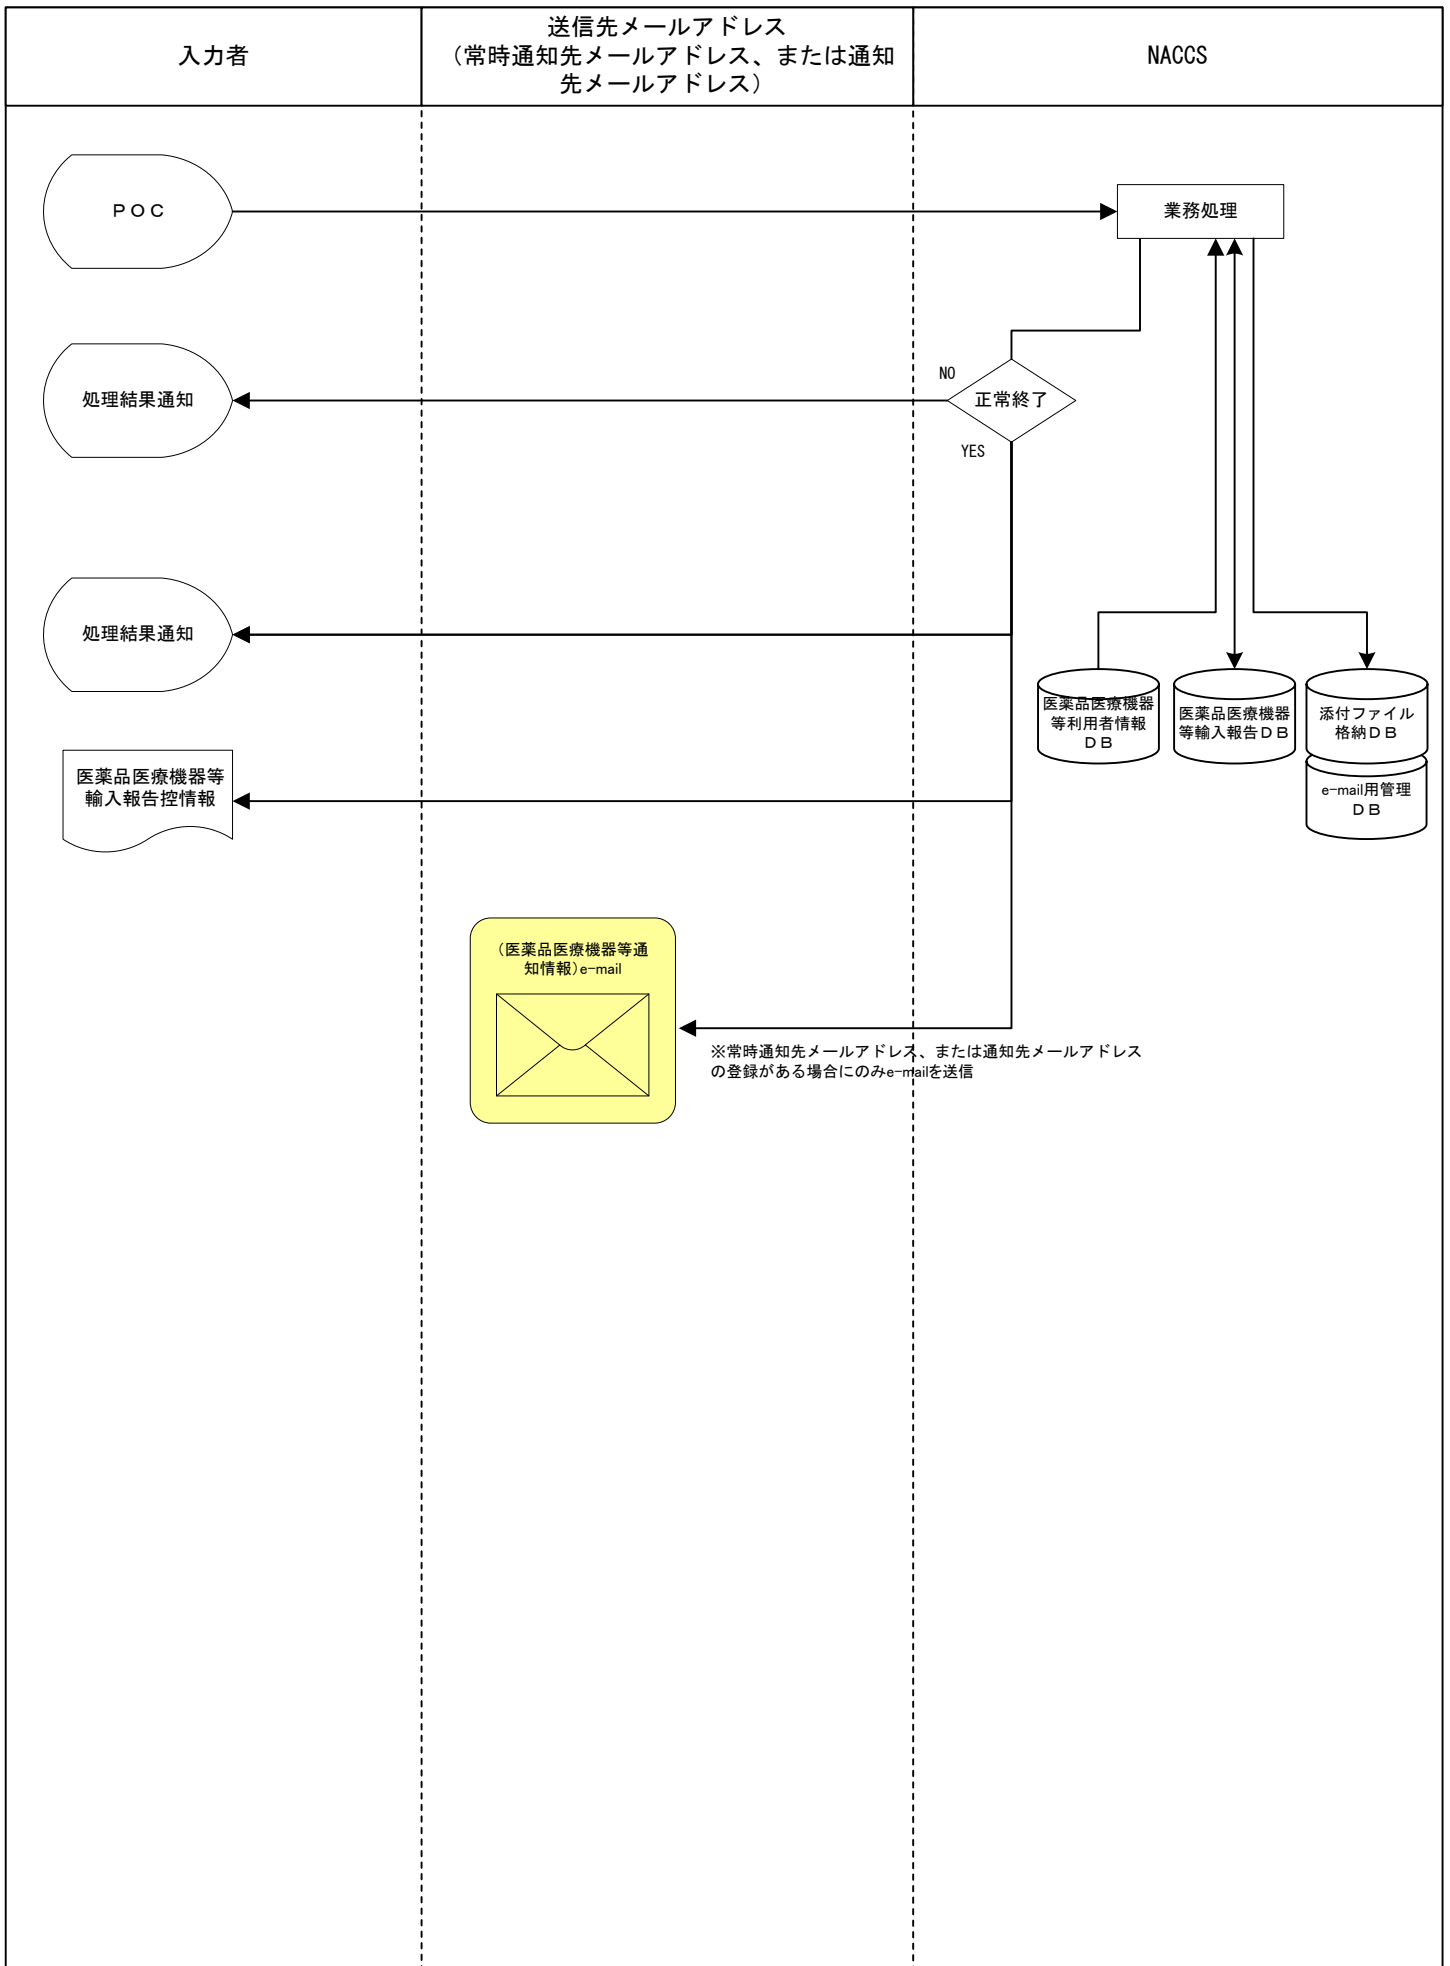 入力者
送信先メールアドレス
（常時通知先メールアドレス、または通知
先メールアドレス）
NACCS
ＰＯＣ
業務処理
処理結果通知
NO
正常終了
YES
処理結果通知
医薬品医療機器
等利用者情報
ＤＢ
医薬品医療機器
等輸入報告ＤＢ
添付ファイル
格納ＤＢ
e-mail用管理
ＤＢ
医薬品医療機器等
輸入報告控情報
（医薬品医療機器等通
知情報）e-mail
※常時通知先メールアドレス、または通知先メールアドレス
の登録がある場合にのみe-mailを送信